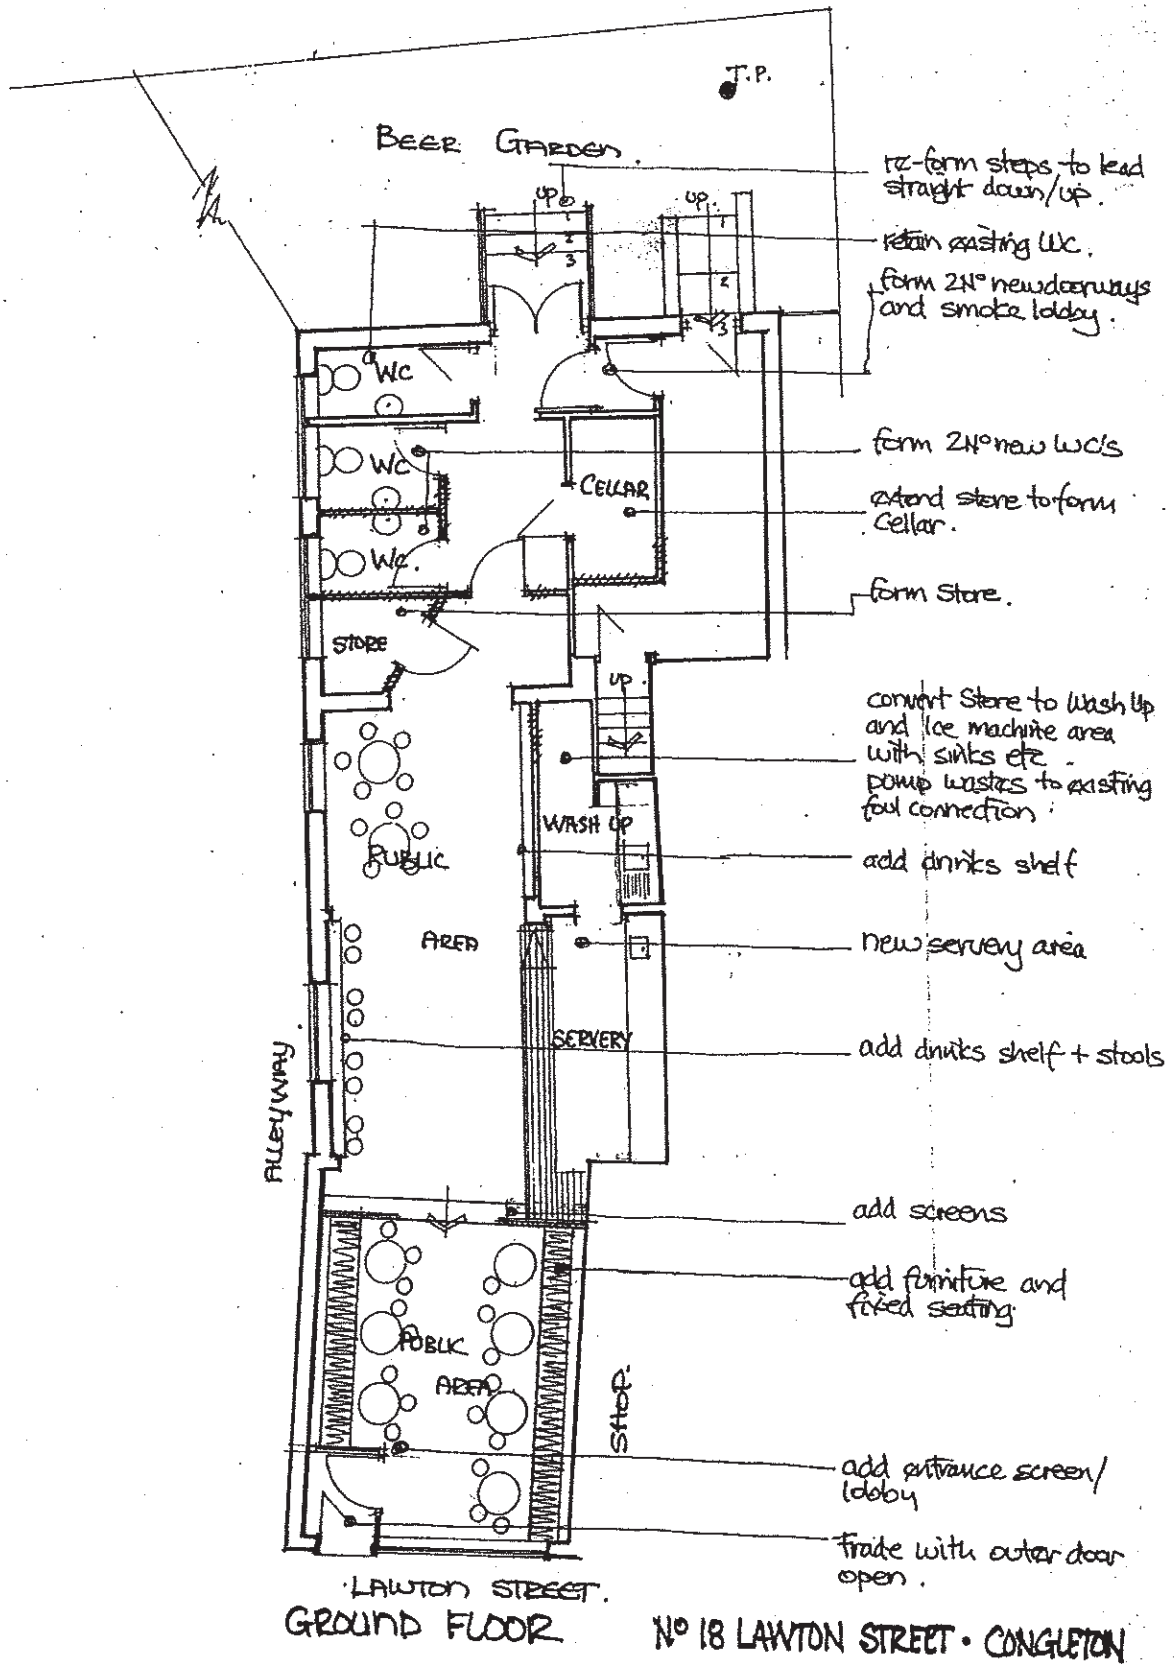 T.P.
BEER GARDEN.
re-form steps to lead
straight down/up.
UP
UP.
1
2
3
1
2
3
retain existing WC.
form 2No new doorways
and smoke lobby.
WC
WC
form 2No new WC's
CELLAR
extend store to form
Cellar.
WC.
form Store.
STORE
UP
convert Store to Wash Up
and Ice machine area
with sinks etc.
pump wastes to existing
foul connection.
WASH UP
PUBLIC
add drinks shelf
AREA
new servery area
SERVERY
add drinks shelf + stools
ALLEYWAY
add screens
add furniture and
fixed seating.
PUBLIC
AREA.
SHOP.
add entrance screen/
lobby
Trade with outer door
open.
LAWTON STREET.
GROUND FLOOR
No 18 LAWTON STREET • CONGLETON